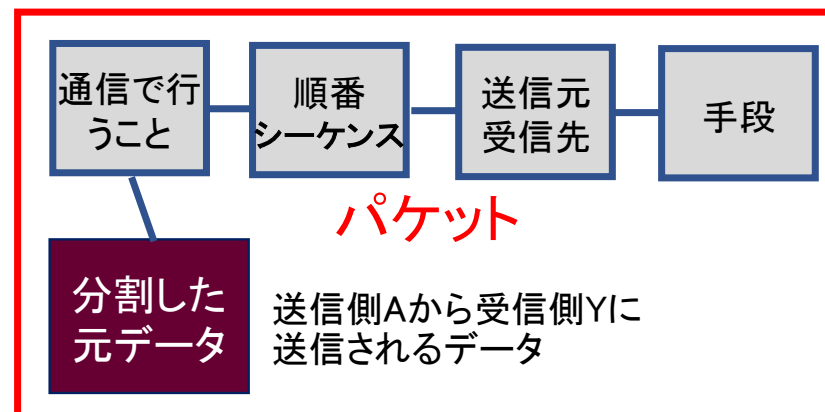 通信で行
うこと
順番
シーケンス
送信元
受信先
手段
パケット
分割した
元データ
送信側Aから受信側Yに
送信されるデータ